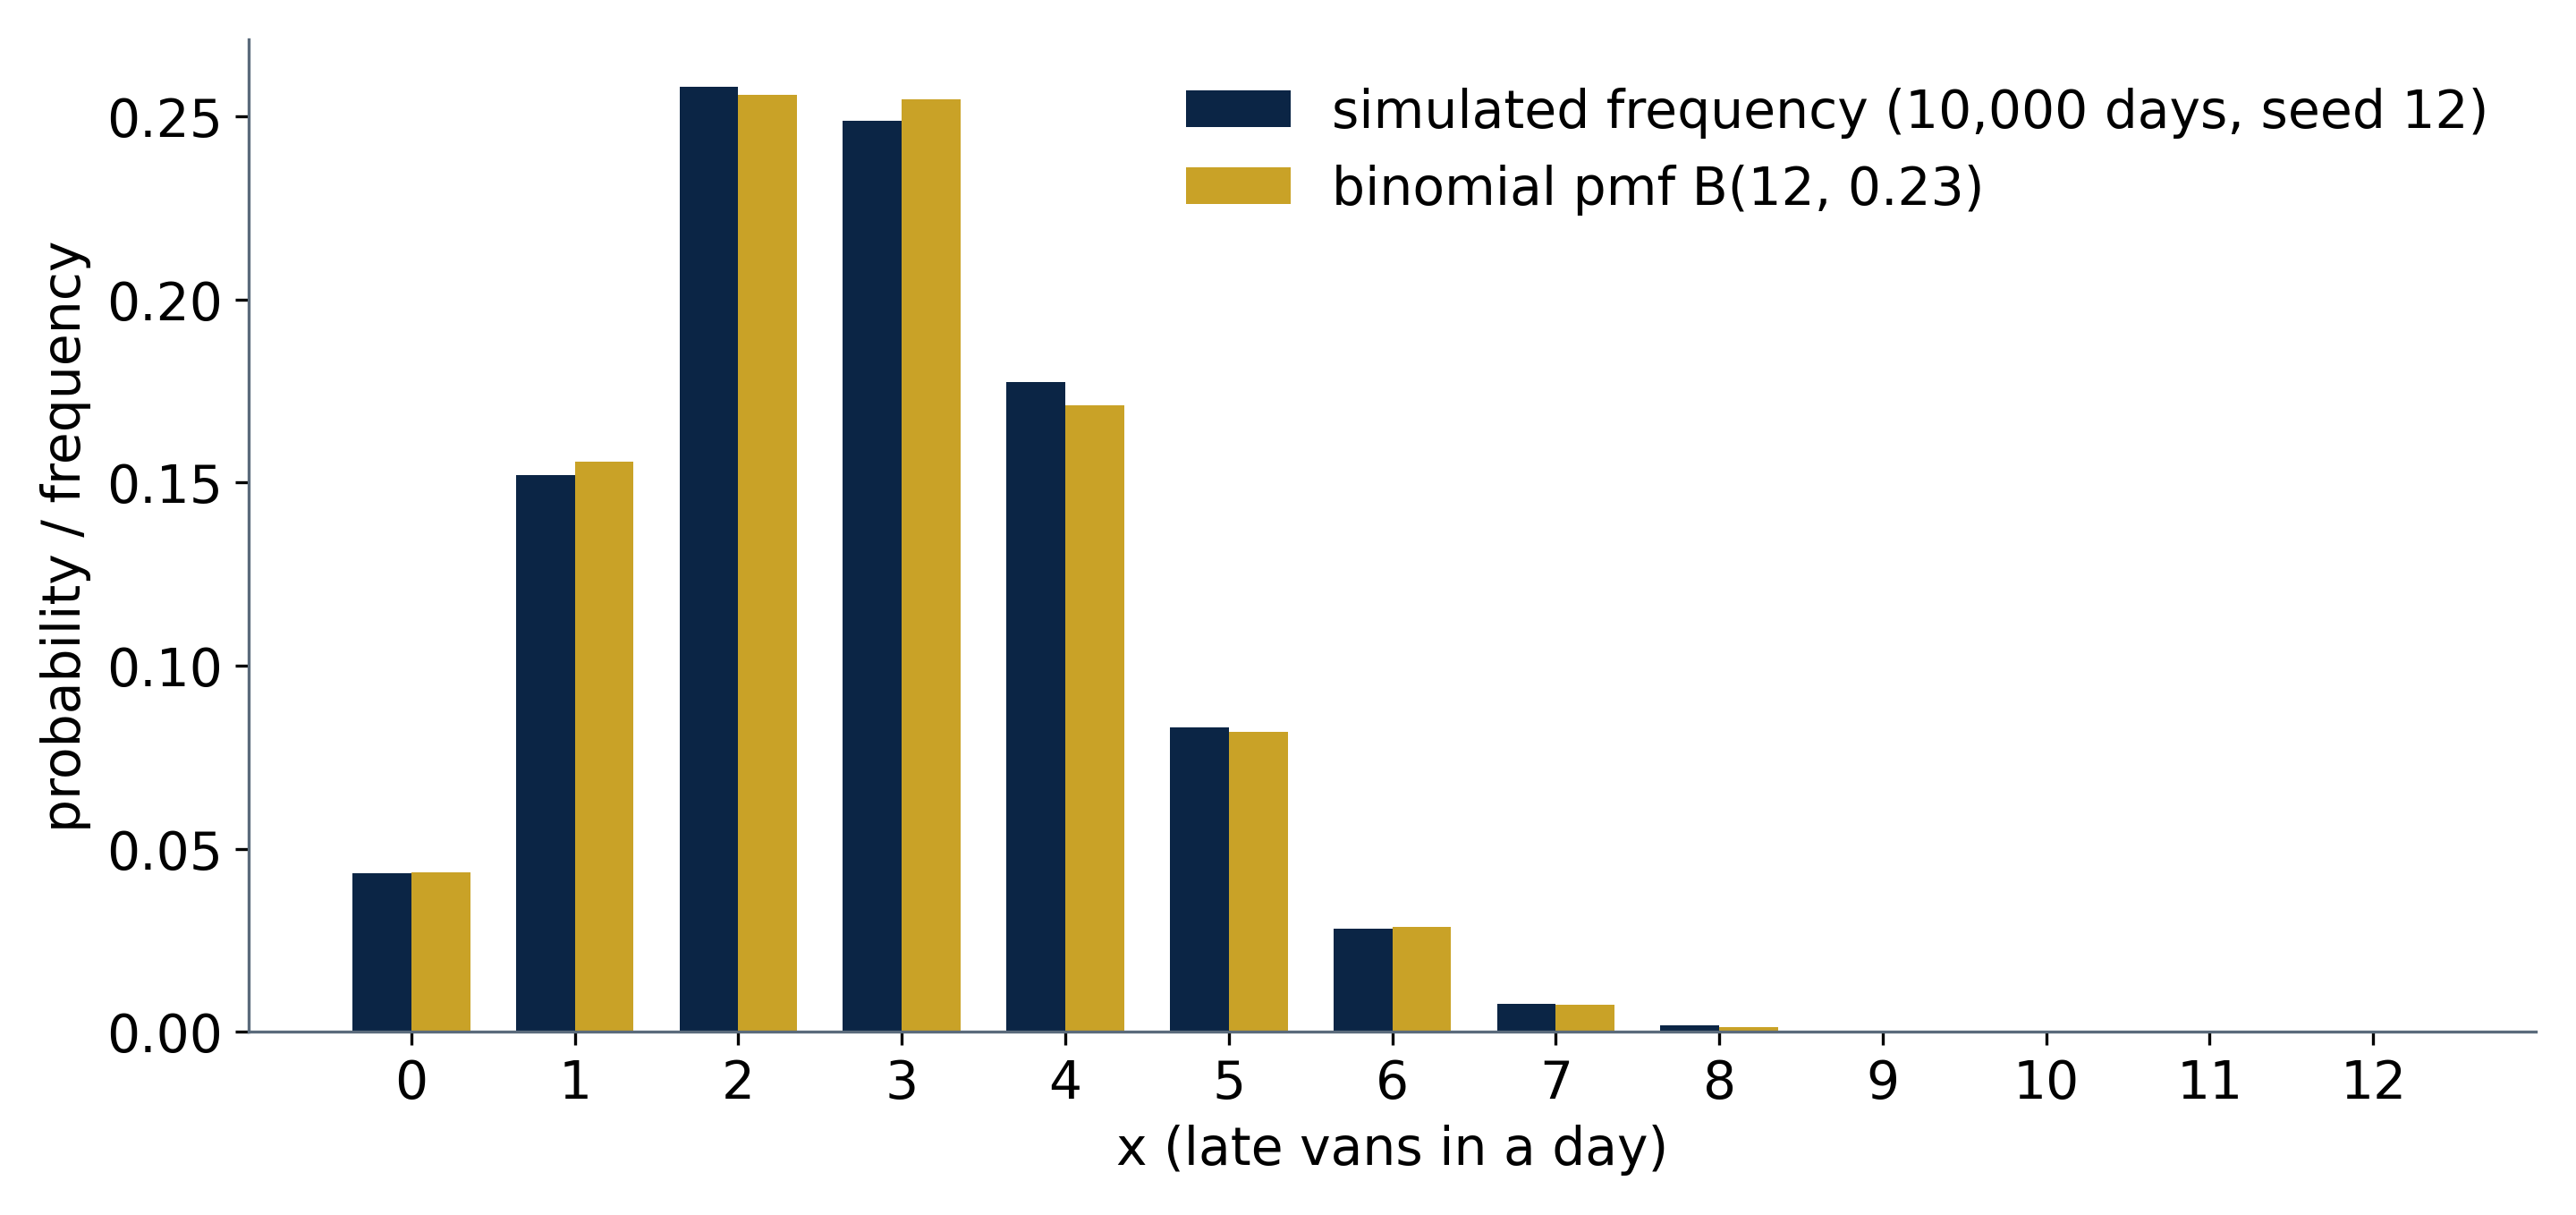 simulated frequency (10,000 days, seed 12)
binomial pmf B(12, 0.23)
probability / frequency
0.25
0.20
0.15
0.10
0.05
0.00
0 1 2 3 4 5 6 7 8 9 10 11 12
x (late vans in a day)